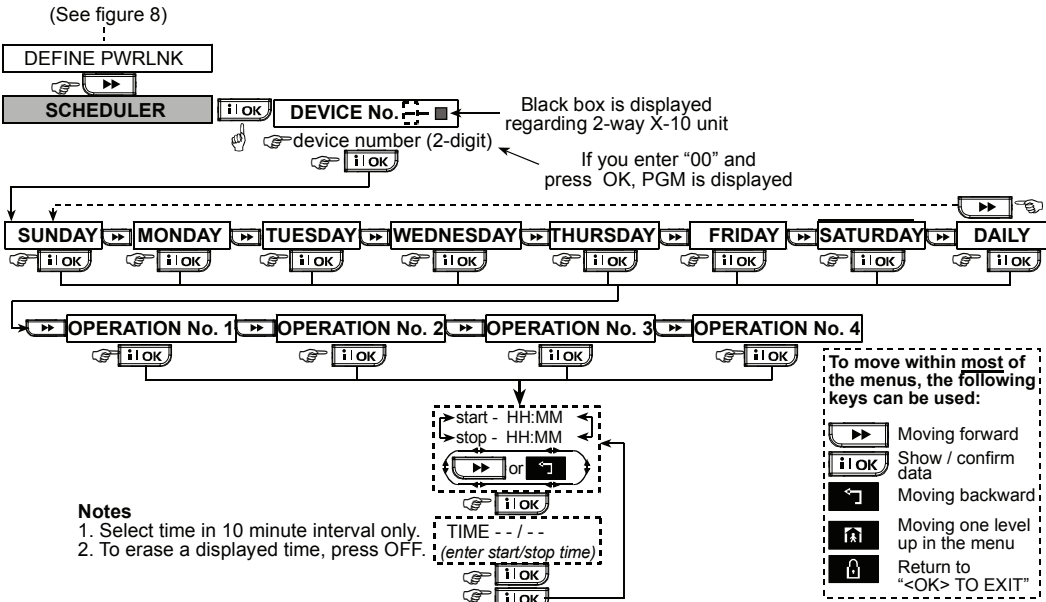 (See figure 8)
DEFINE PWRLNK
SCHEDULER
i OK
DEVICE No. - -
Black box is displayed
regarding 2-way X-10 unit
device number (2-digit)
i OK
If you enter “00” and
press OK, PGM is displayed
SUNDAY MONDAY TUESDAY WEDNESDAY THURSDAY FRIDAY SATURDAY DAILY
i OK i OK i OK i OK i OK i OK i OK i OK
OPERATION No. 1 OPERATION No. 2 OPERATION No. 3 OPERATION No. 4
i OK i OK i OK i OK
start - HH:MM
stop - HH:MM
or
i OK
TIME - - / - -
(enter start/stop time)
i OK
i OK
Notes
1. Select time in 10 minute interval only.
2. To erase a displayed time, press OFF.
To move within most of
the menus, the following
keys can be used:
Moving forward
i OK Show / confirm
data
Moving backward
Moving one level
up in the menu
Return to
“<OK> TO EXIT”